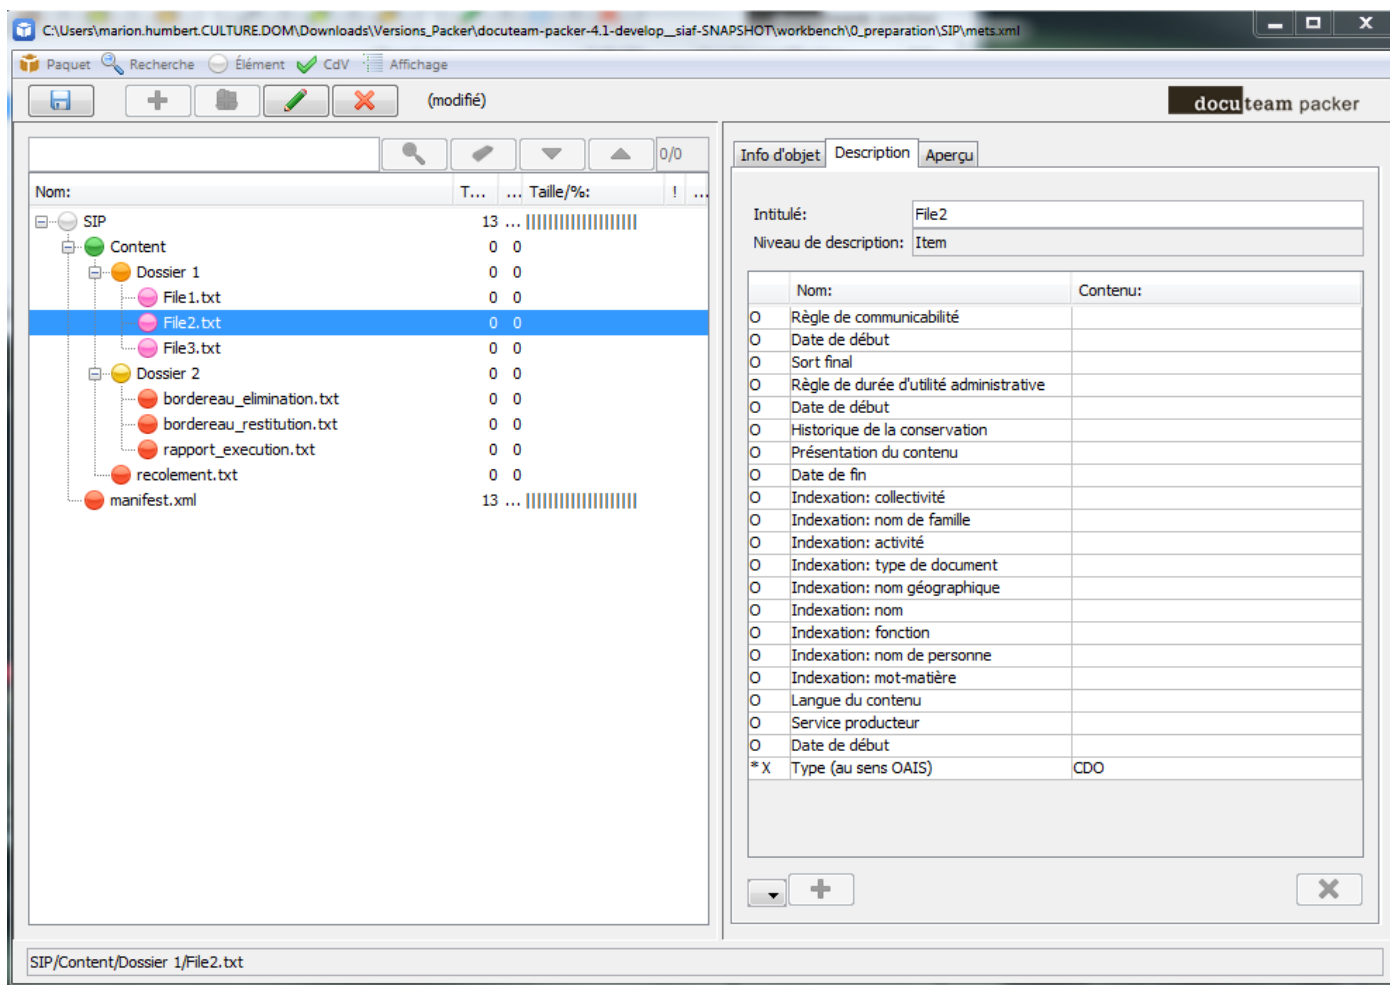 C:\Users\marion.humbert.CULTURE.DOM\Downloads\Versions_Packer\docuteam-packer-4.1-develop__siaf-SNAPSHOT\workbench\0_preparation\SIP\mets.xml
Paquet Recherche Élément CdV Affichage
(modifié)
docuteam packer
0/0
Nom: T... ... Taille/%: ! ...
SIP 13 ...
Content 0 0
Dossier 1 0 0
File1.txt 0 0
File2.txt 0 0
File3.txt 0 0
Dossier 2 0 0
bordereau_elimination.txt 0 0
bordereau_restitution.txt 0 0
rapport_execution.txt 0 0
recolement.txt 0 0
manifest.xml 13 ...
Info d'objet Description Aperçu
Intitulé: File2
Niveau de description: Item
Nom: Contenu:
O Règle de communicabilité
O Date de début
O Sort final
O Règle de durée d'utilité administrative
O Date de début
O Historique de la conservation
O Présentation du contenu
O Date de fin
O Indexation: collectivité
O Indexation: nom de famille
O Indexation: activité
O Indexation: type de document
O Indexation: nom géographique
O Indexation: nom
O Indexation: fonction
O Indexation: nom de personne
O Indexation: mot-matière
O Langue du contenu
O Service producteur
O Date de début
* X Type (au sens OAIS) CDO
SIP/Content/Dossier 1/File2.txt